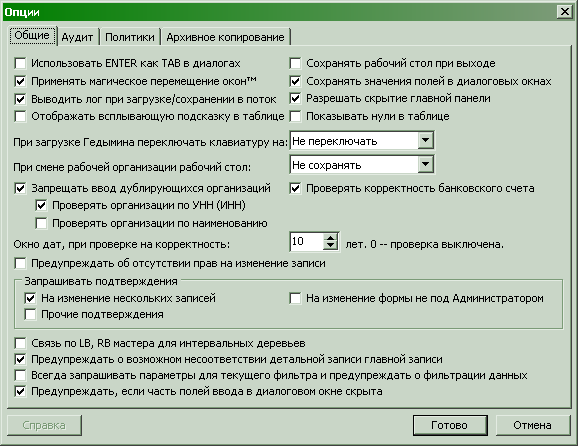 Опции
Общие Аудит Политики Архивное копирование
Использовать ENTER как TAB в диалогах Сохранять рабочий стол при выходе
Применять магическое перемещение окон™ Сохранять значения полей в диалоговых окнах
Выводить лог при загрузке/сохранении в поток Разрешать скрытие главной панели
Отображать всплывающую подсказку в таблице Показывать нули в таблице
При загрузке Гедымина переключать клавиатуру на: Не переключать
При смене рабочей организации рабочий стол: Не сохранять
Запрещать ввод дублирующихся организаций Проверять корректность банковского счета
Проверять организации по УНН (ИНН)
Проверять организации по наименованию
Окно дат, при проверке на корректность: 10 лет. 0 -- проверка выключена.
Предупреждать об отсутствии прав на изменение записи
Запрашивать подтверждения
На изменение нескольких записей На изменение формы не под Администратором
Прочие подтверждения
Связь по LB, RB мастера для интервальных деревьев
Предупреждать о возможном несоответствии детальной записи главной записи
Всегда запрашивать параметры для текущего фильтра и предупреждать о фильтрации данных
Предупреждать, если часть полей ввода в диалоговом окне скрыта
Справка Готово Отмена